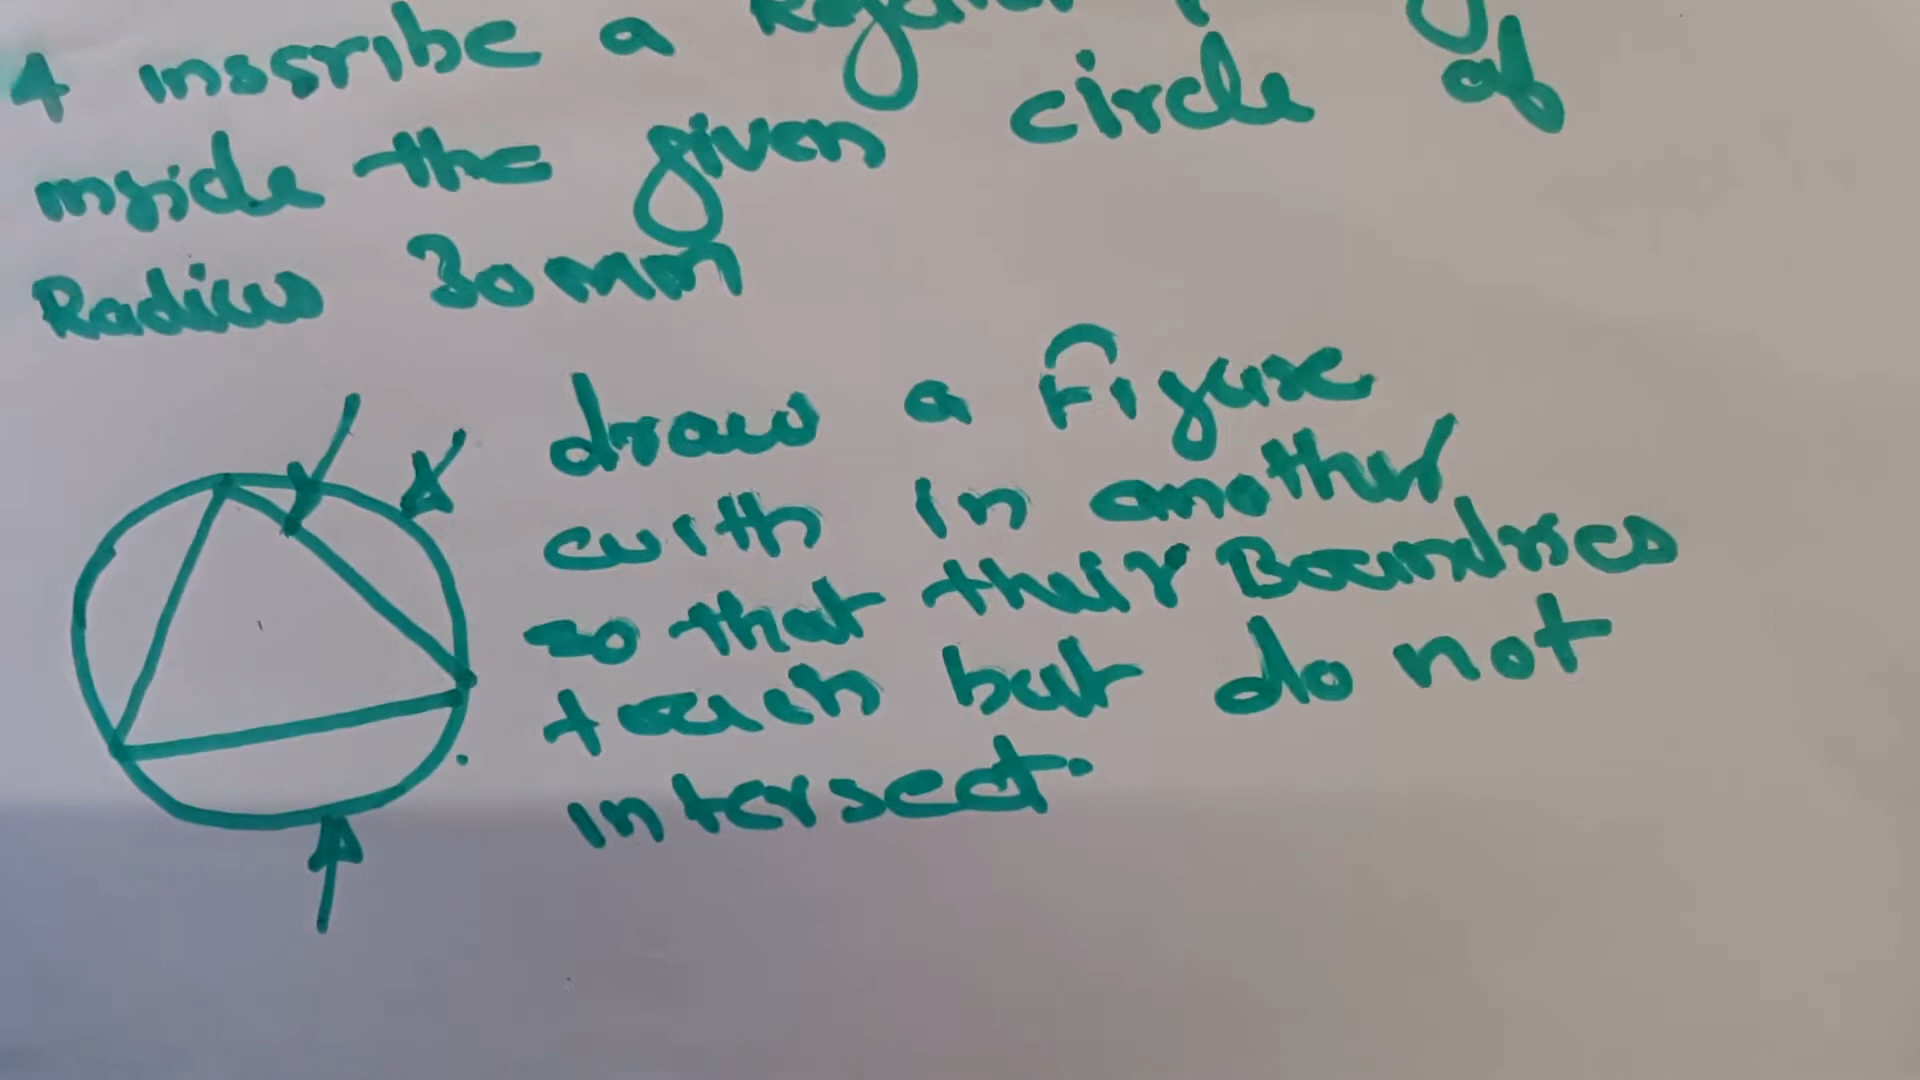 4 inscribe a Regular
inside the given circle of
Radius 30mm
draw a Figure
with in another
so that their Boundries
touch but do not
intersect.